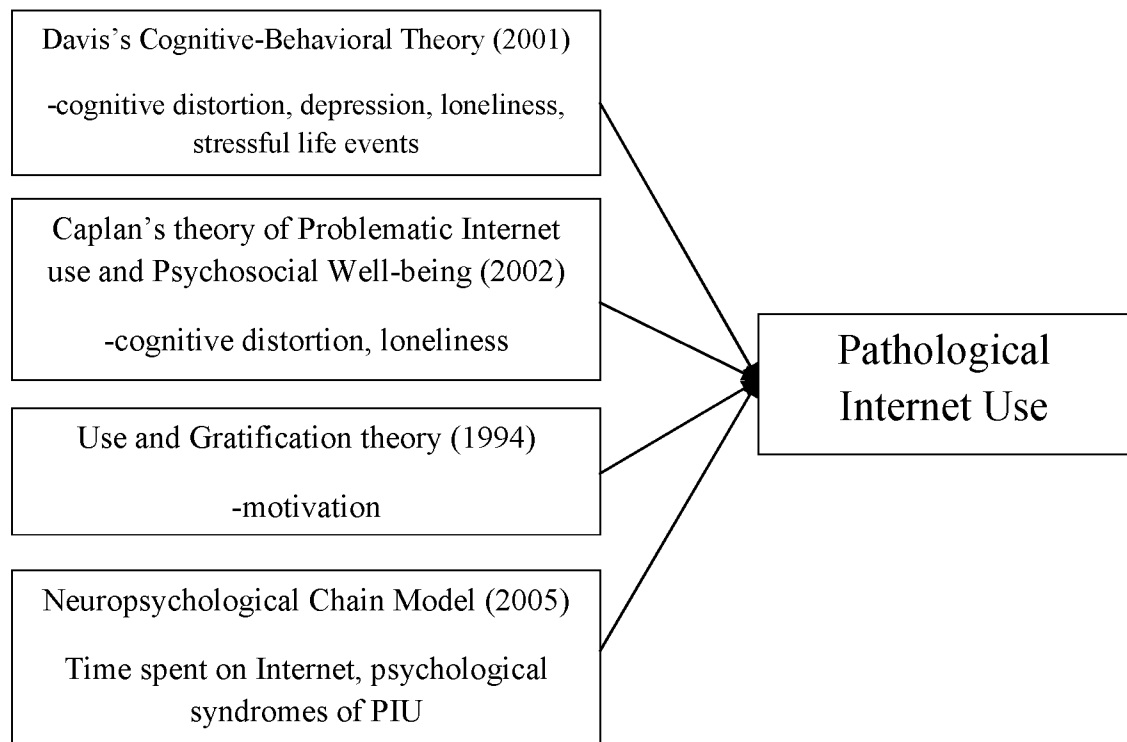 Davis’s Cognitive-Behavioral Theory (2001)
-cognitive distortion, depression, loneliness,
stressful life events
Caplan’s theory of Problematic Internet
use and Psychosocial Well-being (2002)
-cognitive distortion, loneliness
Use and Gratification theory (1994)
-motivation
Neuropsychological Chain Model (2005)
Time spent on Internet, psychological
syndromes of PIU
Pathological
Internet Use